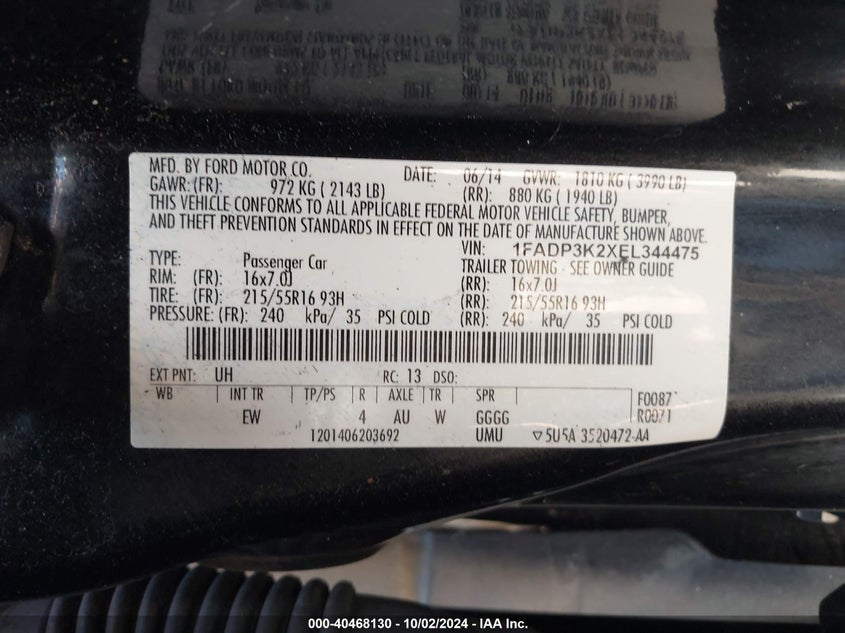 MFD. BY FORD MOTOR CO. DATE: 06/14 GVWR: 1810 KG ( 3990 LB)
GAWR: (FR): 972 KG ( 2143 LB) (RR): 880 KG ( 1940 LB)
THIS VEHICLE CONFORMS TO ALL APPLICABLE FEDERAL MOTOR VEHICLE SAFETY, BUMPER,
AND THEFT PREVENTION STANDARDS IN EFFECT ON THE DATE OF MANUFACTURE SHOWN ABOVE.
VIN: 1FADP3K2XEL344475
TYPE: Passenger Car TRAILER TOWING - SEE OWNER GUIDE
RIM: (FR): 16x7.0J (RR): 16x7.0J
TIRE: (FR): 215/55R16 93H (RR): 215/55R16 93H
PRESSURE: (FR): 240 kPa/ 35 PSI COLD (RR): 240 kPa/ 35 PSI COLD
EXT PNT: UH RC: 13 DSO:
WB INT TR TP/PS R AXLE TR SPR F0087
EW 4 AU W GGGG R0071
1201406203692 UMU ▽5U5A 3520472-AA
000-40468130 - 10/02/2024 - IAA Inc.